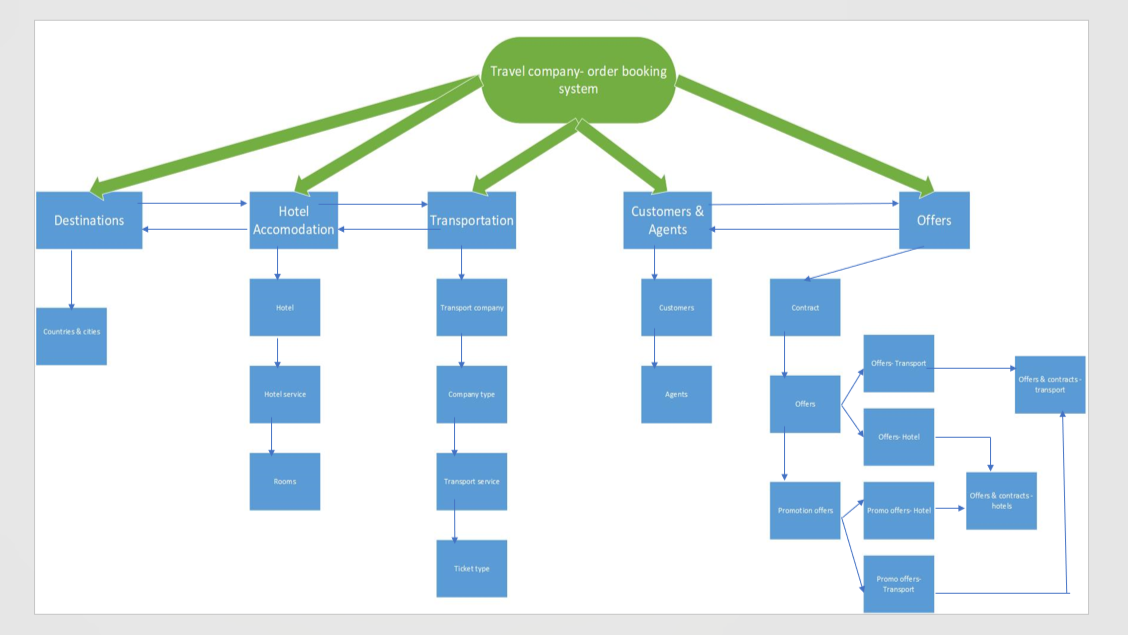 Travel company- order booking
system
Destinations
Hotel
Accomodation
Transportation
Customers &
Agents
Offers
Countries & cities
Hotel
Hotel service
Rooms
Transport company
Company type
Transport service
Ticket type
Customers
Agents
Contract
Offers
Promotion offers
Offers- Transport
Offers- Hotel
Promo offers- Hotel
Promo offers-
Transport
Offers & contracts -
transport
Offers & contracts -
hotels